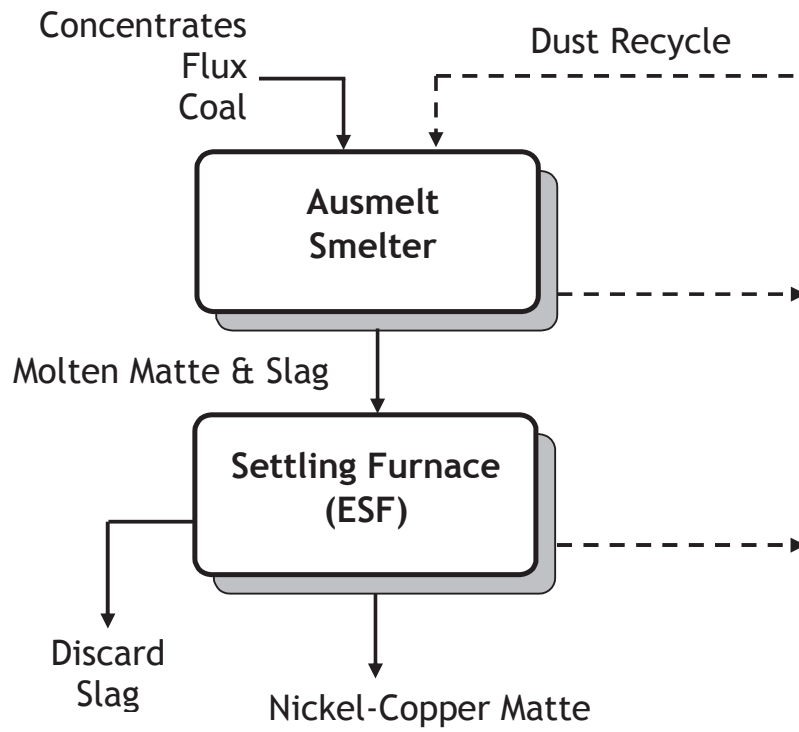 Concentrates
Flux
Coal
Dust Recycle
Ausmelt
Smelter
Molten Matte & Slag
Settling Furnace
(ESF)
Discard
Slag
Nickel-Copper Matte